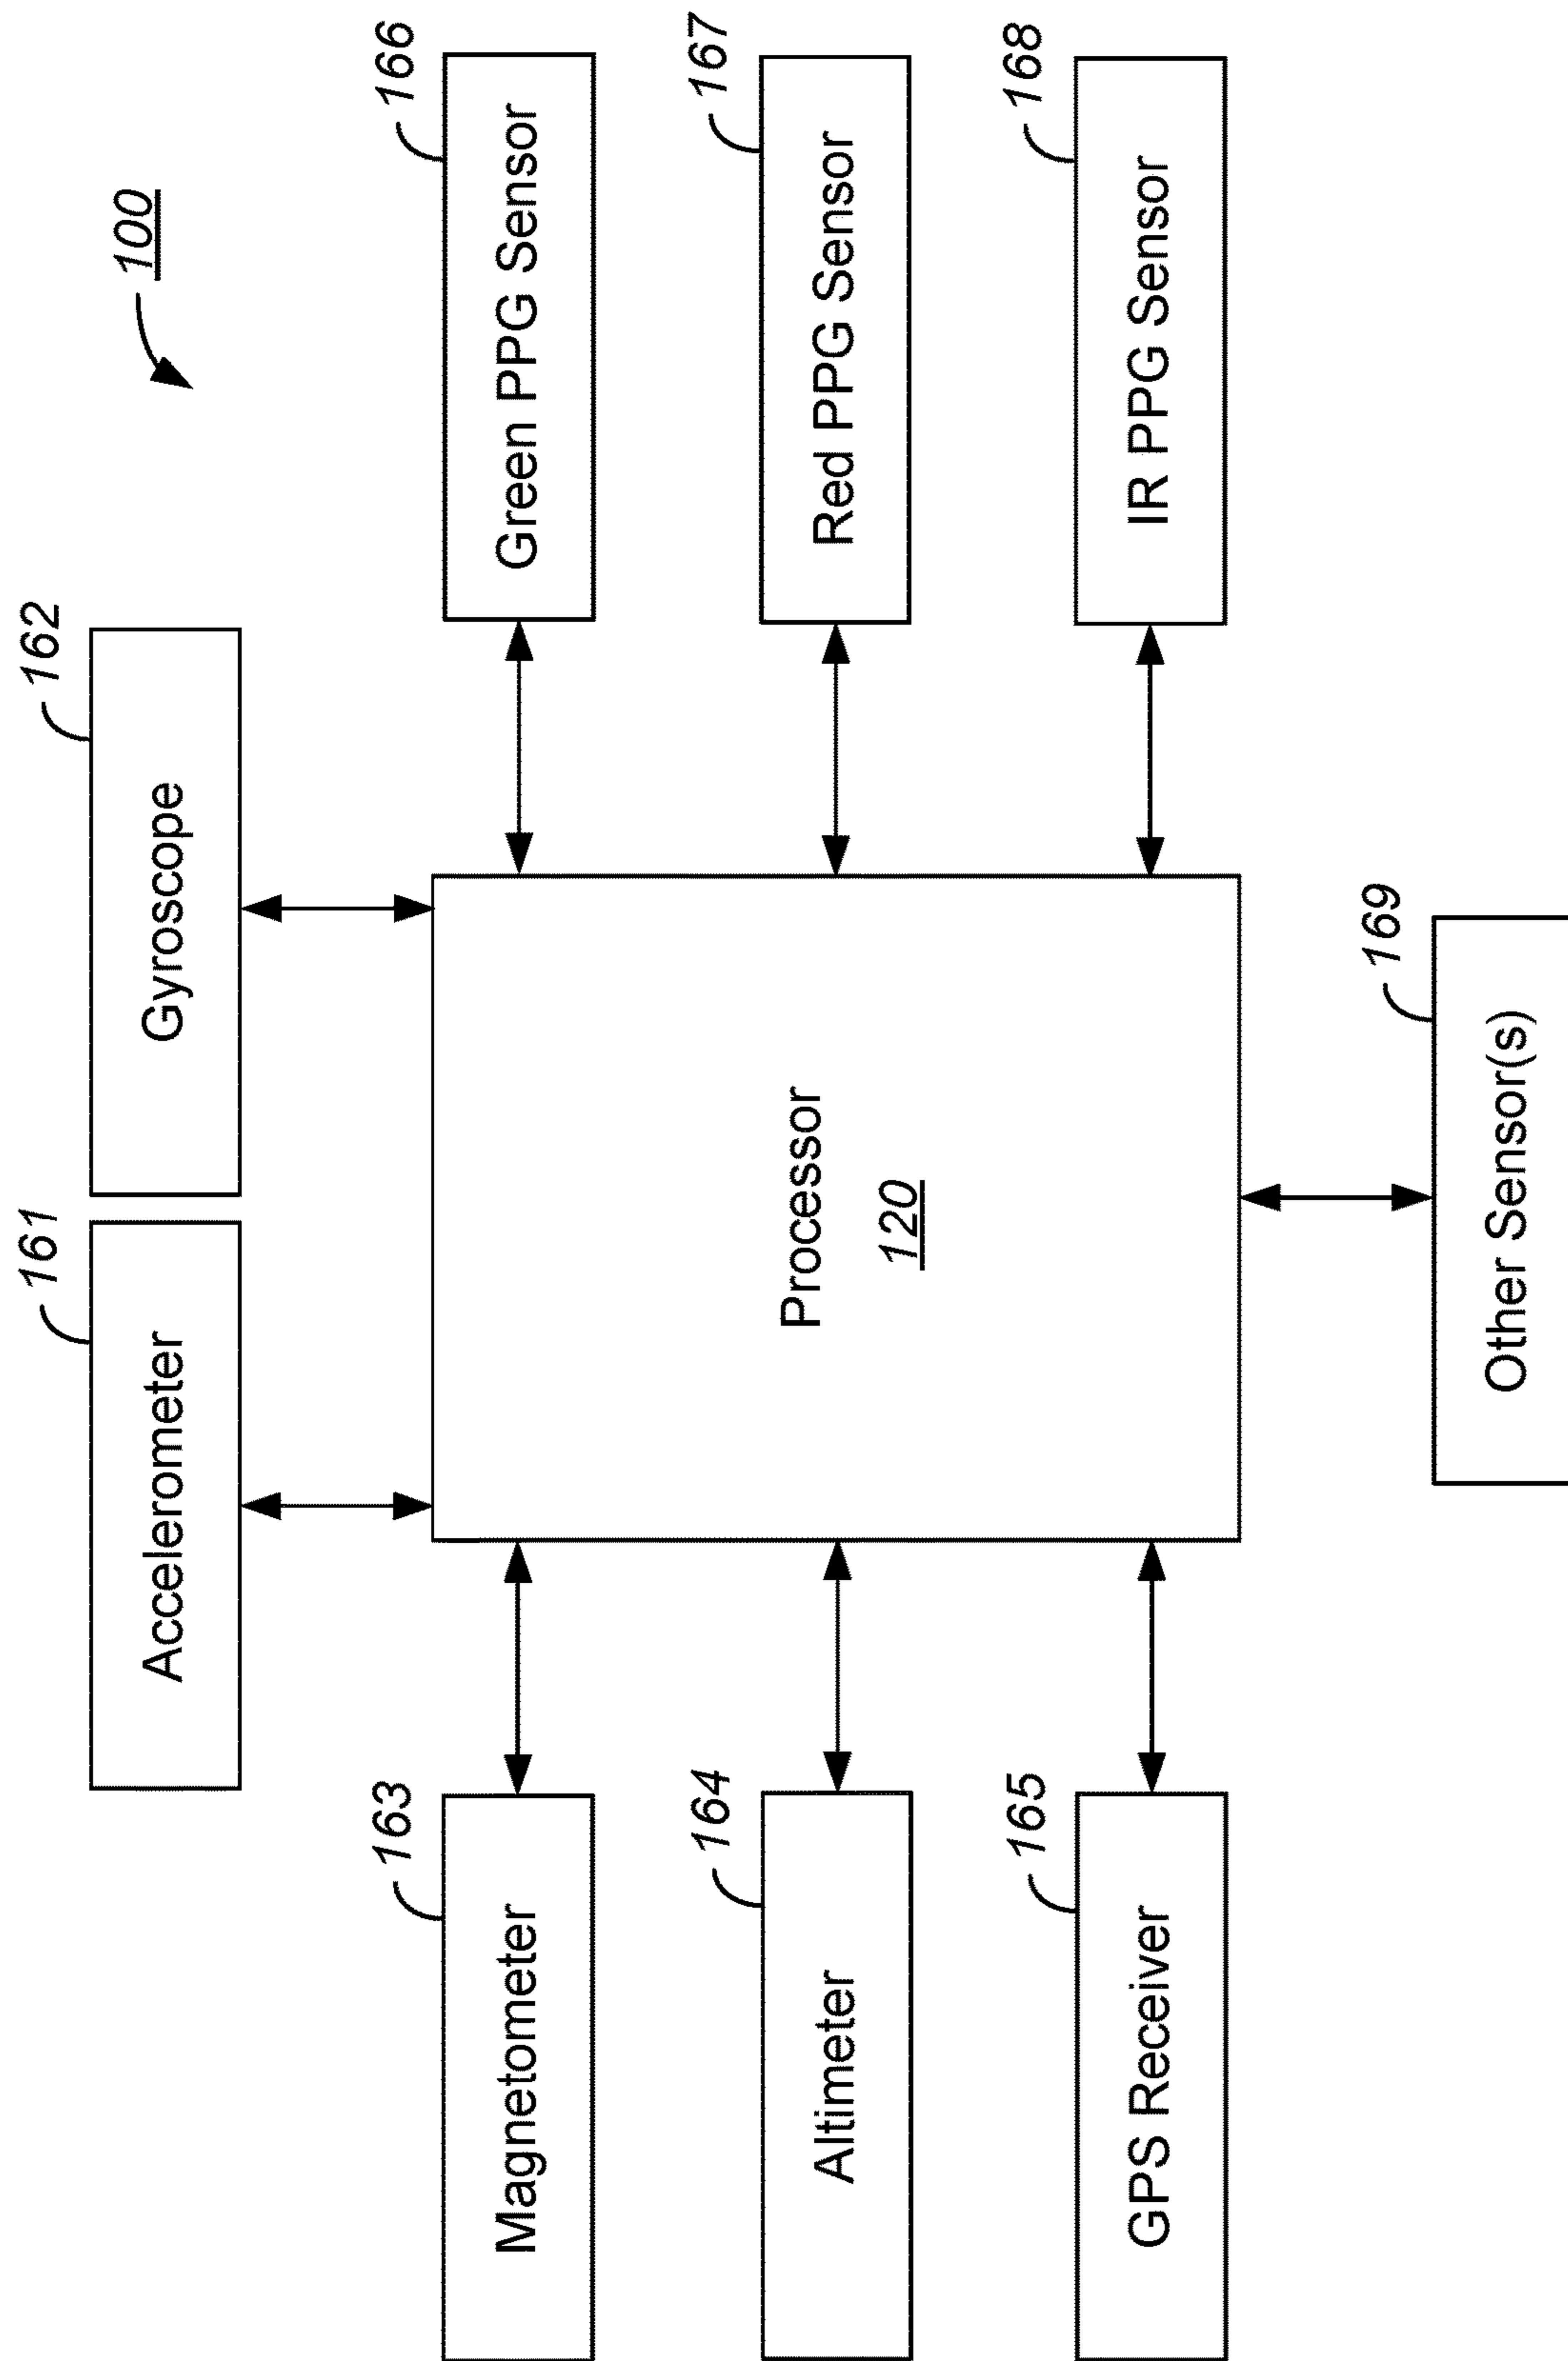 100
161
Accelerometer
162
Gyroscope
163
Magnetometer
166
Green PPG Sensor
164
Altimeter
Processor
120
167
Red PPG Sensor
165
GPS Receiver
168
IR PPG Sensor
169
Other Sensor(s)